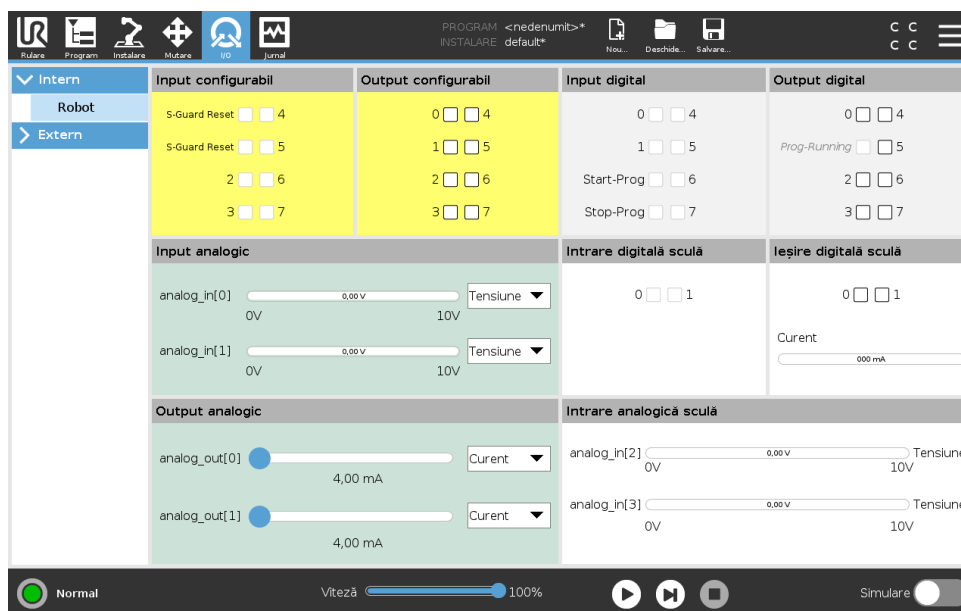 PROGRAM <nedenumit>*
INSTALARE default*
UR
Rulare Program Instalare Mutare I/O Jurnal Nou... Deschide... Salvare... C C C C
Intern
Robot
Extern
Input configurabil
S-Guard Reset 4
S-Guard Reset 5
2 6
3 7
Output configurabil
0 4
1 5
2 6
3 7
Input digital
0 4
1 5
Start-Prog 6
Stop-Prog 7
Output digital
0 4
Prog-Running 5
2 6
3 7
Input analogic
analog_in[0] 0,00 V Tensiune
0V 10V
analog_in[1] 0,00 V Tensiune
0V 10V
Intrare digitală sculă
0 1
Ieșire digitală sculă
0 1
Curent
000 mA
Output analogic
analog_out[0] Curent
4,00 mA
analog_out[1] Curent
4,00 mA
Intrare analogică sculă
analog_in[2] 0,00 V Tensiune
0V 10V
analog_in[3] 0,00 V Tensiune
0V 10V
Normal Viteză 100% Simulare